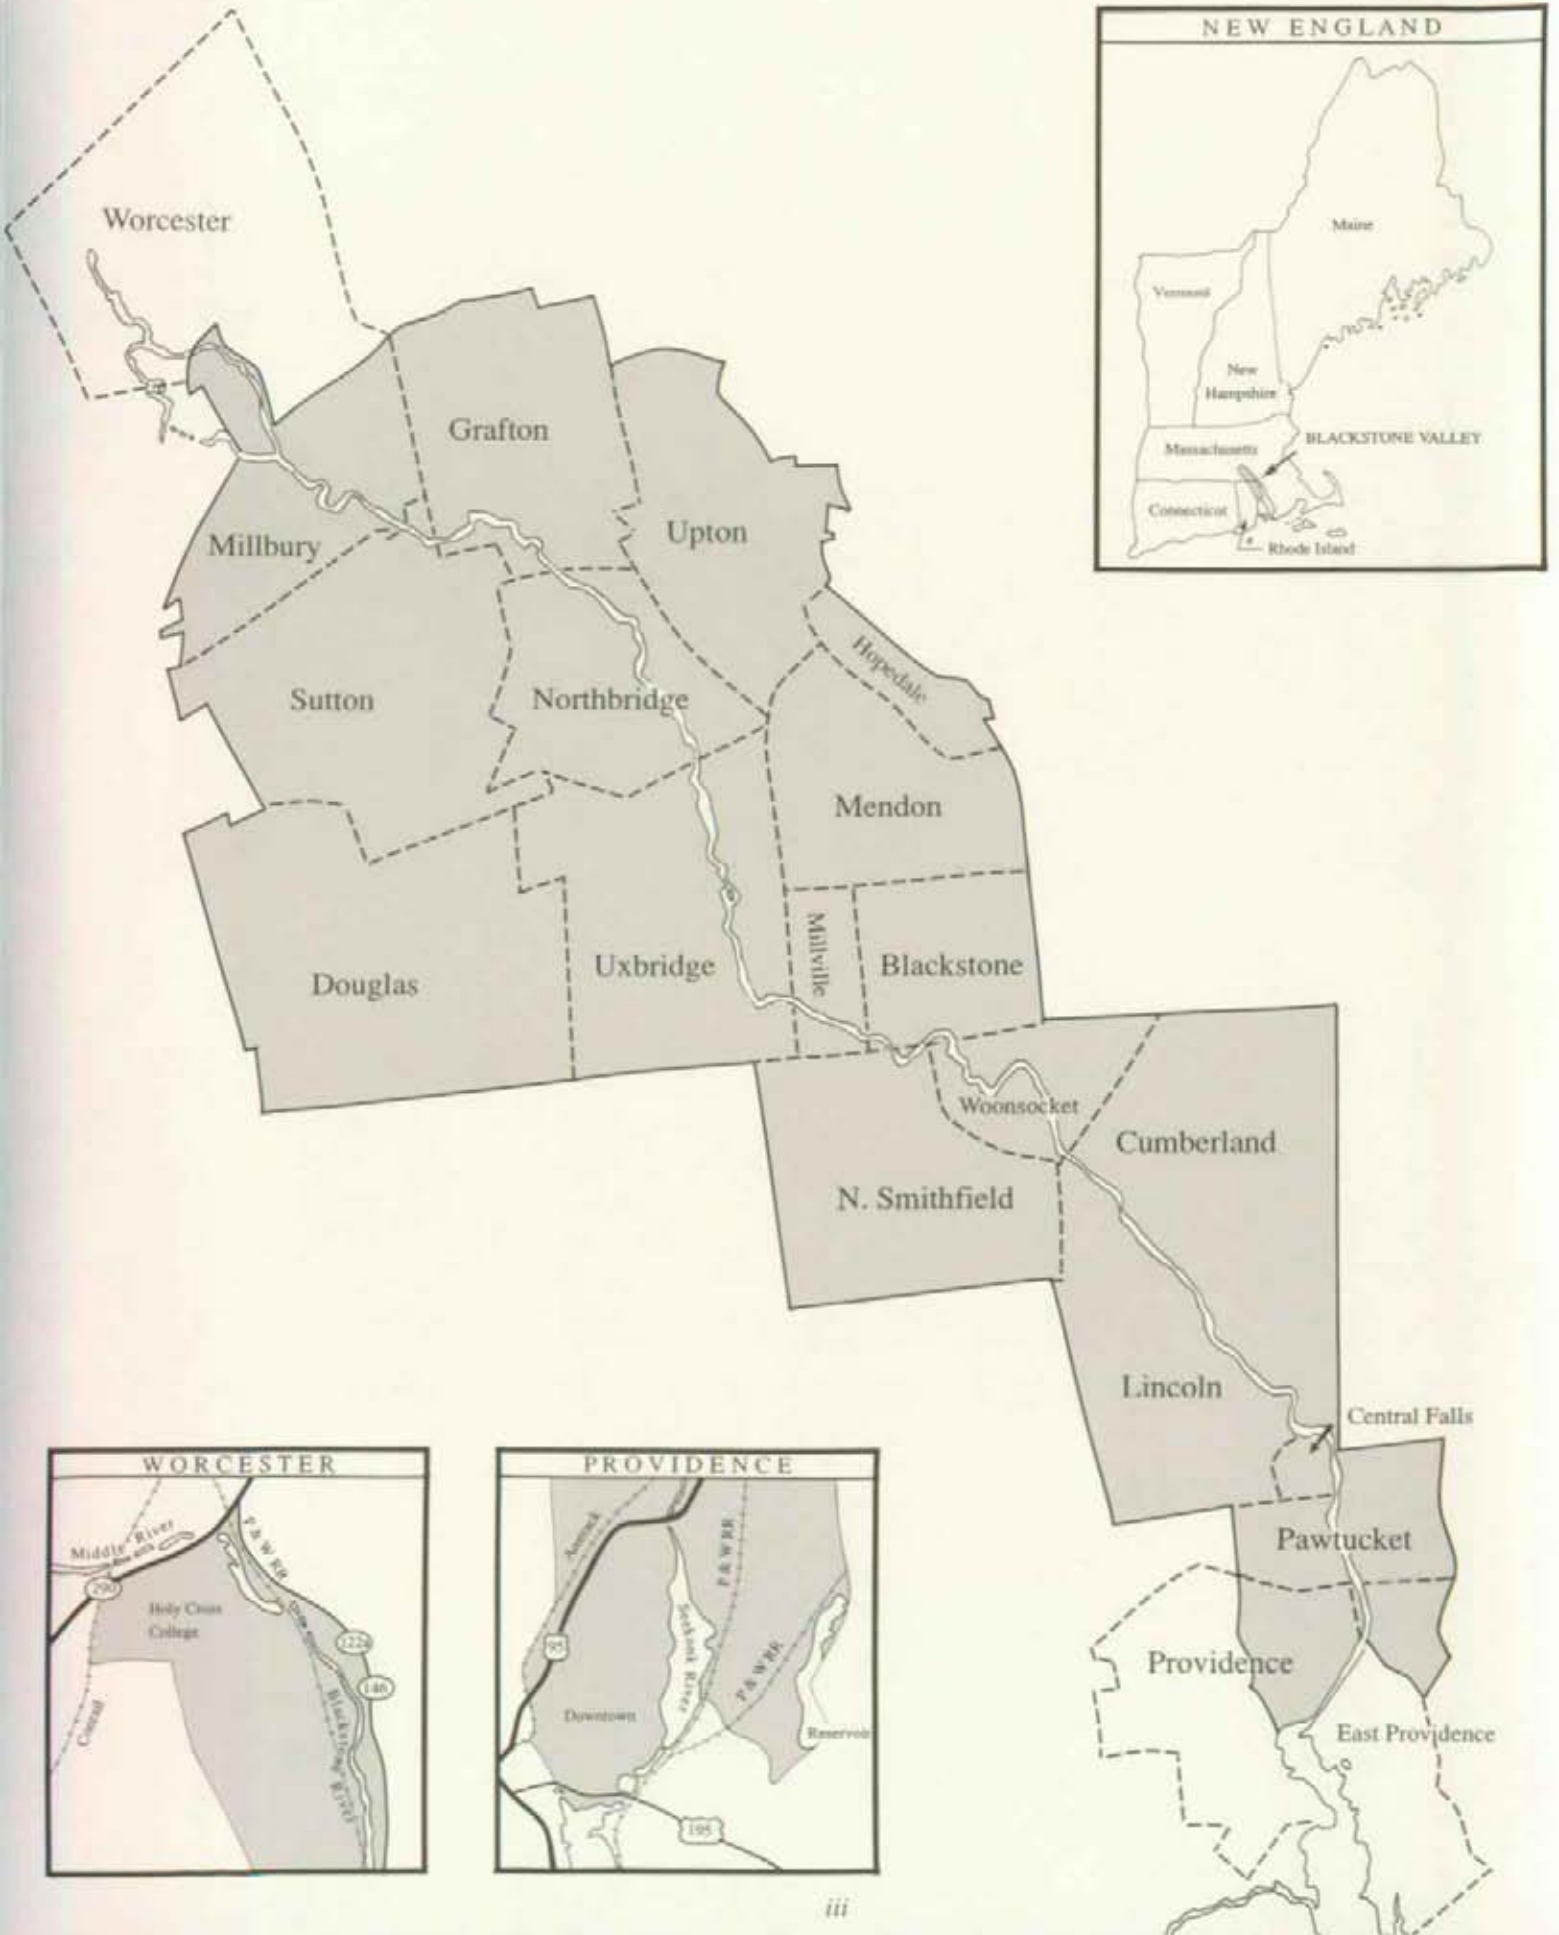 NEW ENGLAND
Maine
Vermont
New
Hampshire
BLACKSTONE VALLEY
Massachusetts
Connecticut
Rhode Island
Worcester
Grafton
Upton
Millbury
Hopedale
Sutton
Northbridge
Mendon
Millville
Uxbridge
Blackstone
Douglas
Woonsocket
Cumberland
N. Smithfield
Lincoln
Central Falls
Pawtucket
Providence
East Providence
WORCESTER
Middle River
P & W RR
290
Holy Cross
College
122A
146
Conrail
Blackstone River
PROVIDENCE
Amtrack
P & W RR
Seekonk River
95
P & W RR
Downtown
Reservoir
195
iii